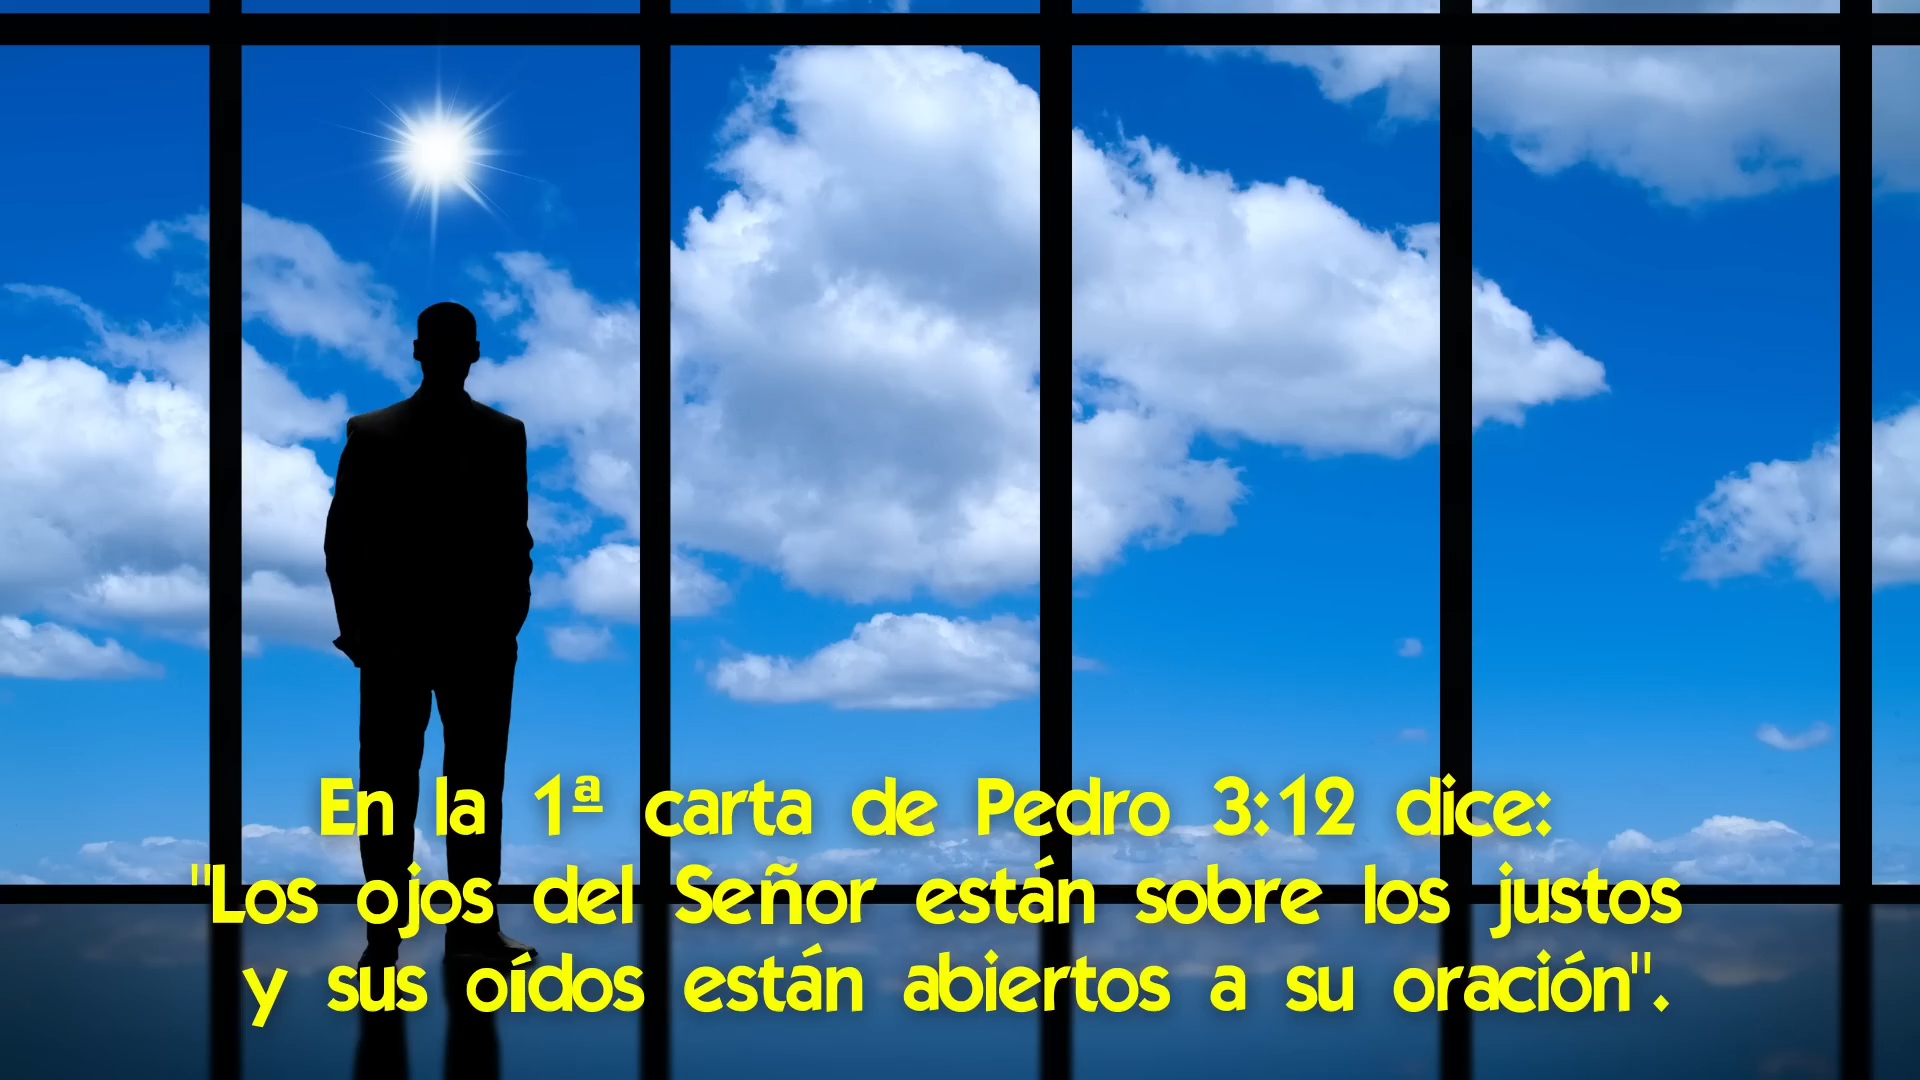 En la 1ª carta de Pedro 3:12 dice:
"Los ojos del Señor están sobre los justos
y sus oídos están abiertos a su oración".